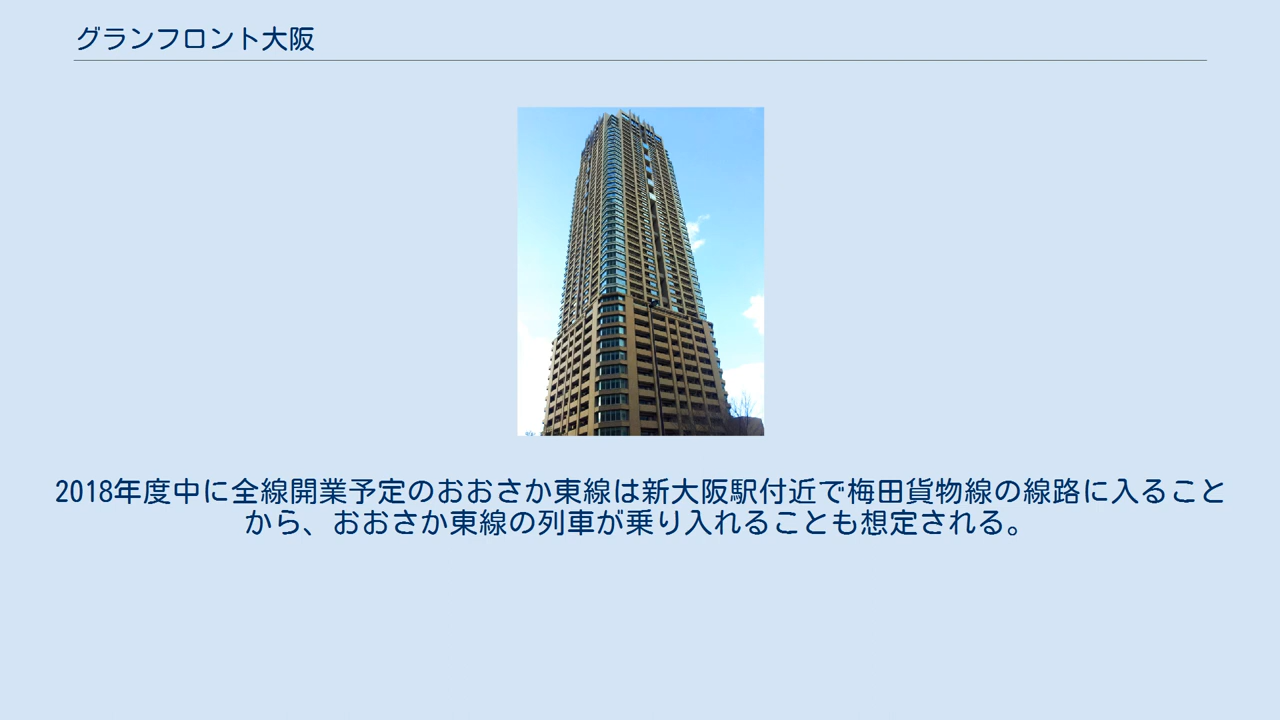 グランフロント大阪
2018年度中に全線開業予定のおおさか東線は新大阪駅付近で梅田貨物線の線路に入ること
から、おおさか東線の列車が乗り入れることも想定される。